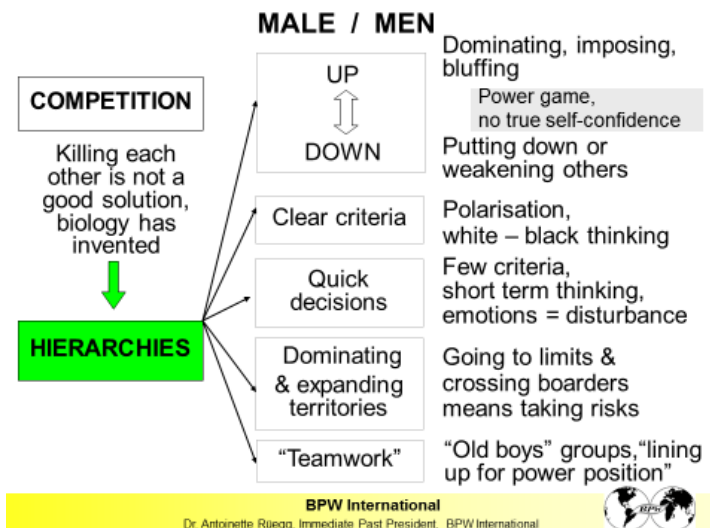 MALE / MEN
COMPETITION
Killing each
other is not a
good solution,
biology has
invented
HIERARCHIES
UP
DOWN
Dominating, imposing,
bluffing
Power game,
no true self-confidence
Putting down or
weakening others
Clear criteria
Polarisation,
white – black thinking
Quick
decisions
Few criteria,
short term thinking,
emotions = disturbance
Dominating
& expanding
territories
Going to limits &
crossing boarders
means taking risks
“Teamwork”
“Old boys” groups,“lining
up for power position”
BPW International
Dr. Antoinette Rüegg, Immediate Past President, BPW International
BPW